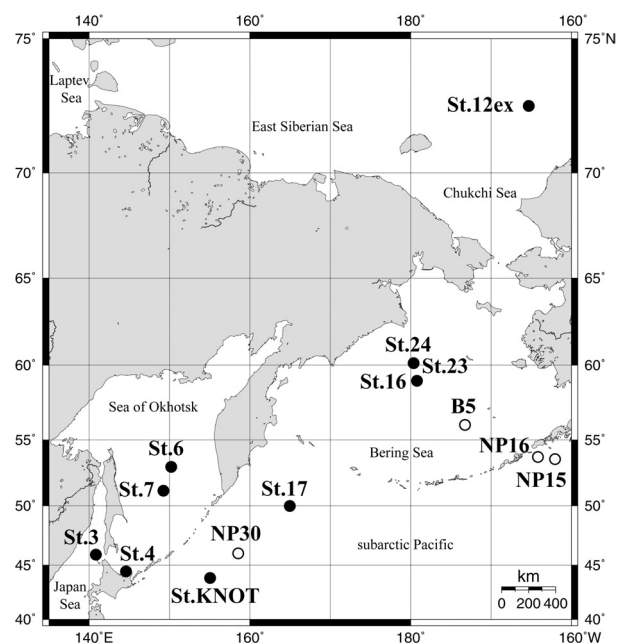 140˚ 160˚ 180˚ 160˚
75˚ 75˚N
Laptev
Sea
St.12ex
East Siberian Sea
70˚ 70˚
Chukchi Sea
65˚ 65˚
St.24
60˚ 60˚
St.23
St.16
Sea of Okhotsk
B5
St.6
Bering Sea
NP16
55˚ 55˚
St.7
St.17
NP15
50˚ 50˚
St.3
St.4
NP30
subarctic Pacific
45˚ 45˚
km
Japan
Sea
St.KNOT
0 200 400
40˚ 40˚
140˚E 160˚ 180˚ 160˚W